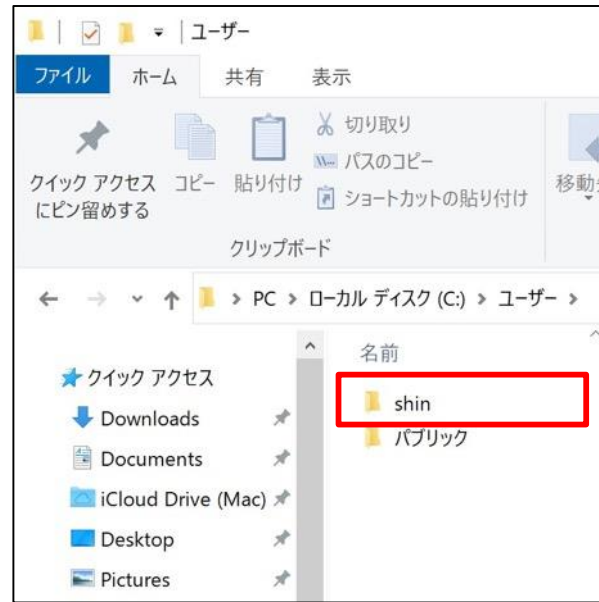 ユーザー
ファイル ホーム 共有 表示
クイック アクセス
にピン留めする
コピー
貼り付け
切り取り
パスのコピー
ショートカットの貼り付け
クリップボード
PC > ローカル ディスク (C:) > ユーザー >
クイック アクセス
Downloads
Documents
iCloud Drive (Mac)
Desktop
Pictures
名前
shin
パブリック